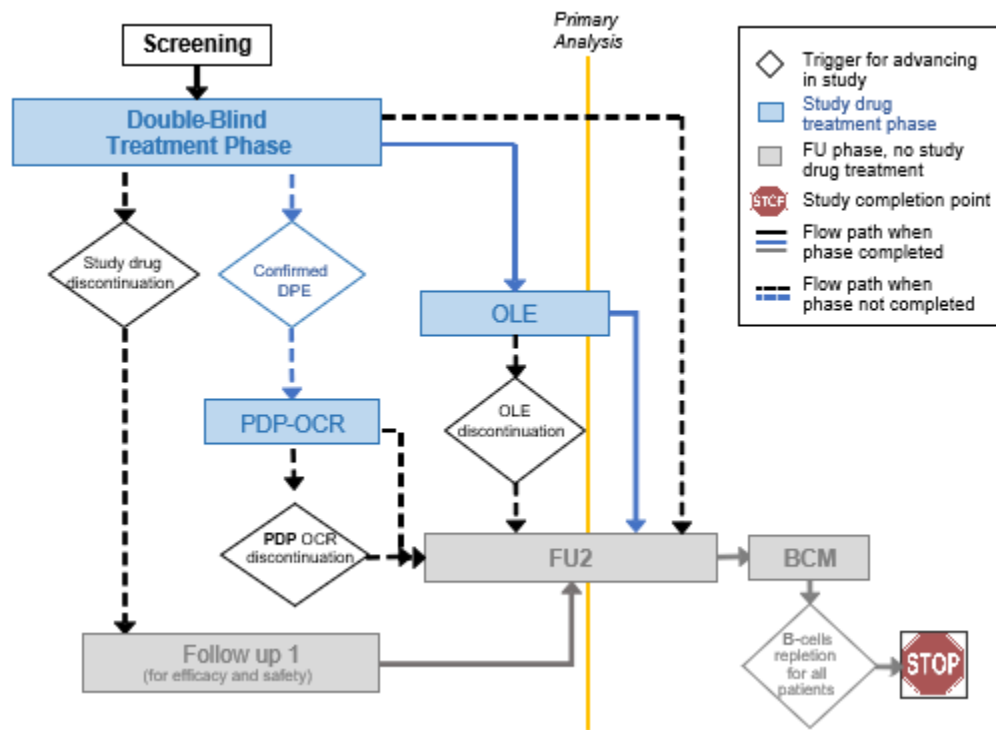 Primary
Analysis
Screening
Double-Blind
Treatment Phase
Study drug
discontinuation
Confirmed
DPE
OLE
PDP-OCR
OLE
discontinuation
PDP OCR
discontinuation
FU2
BCM
Follow up 1
(for efficacy and safety)
B-cells
repletion
for all
patients
STOP
Trigger for advancing
in study
Study drug
treatment phase
FU phase, no study
drug treatment
STOP
Study completion point
Flow path when
phase completed
Flow path when
phase not completed